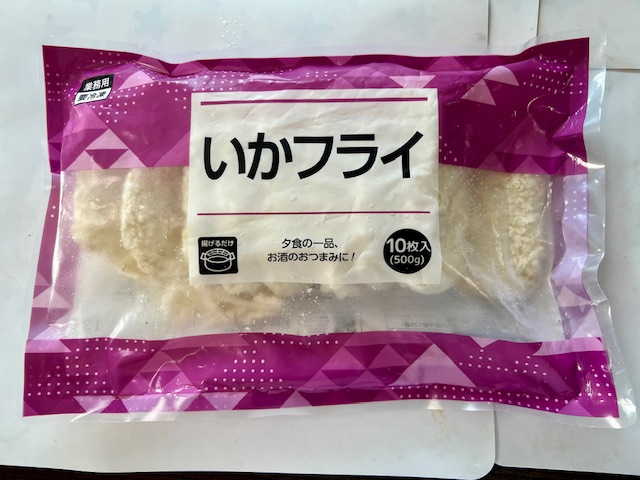 業務用
要冷凍
いかフライ
揚げるだけ
夕食の一品、
お酒のおつまみに!
10枚入
(500g)